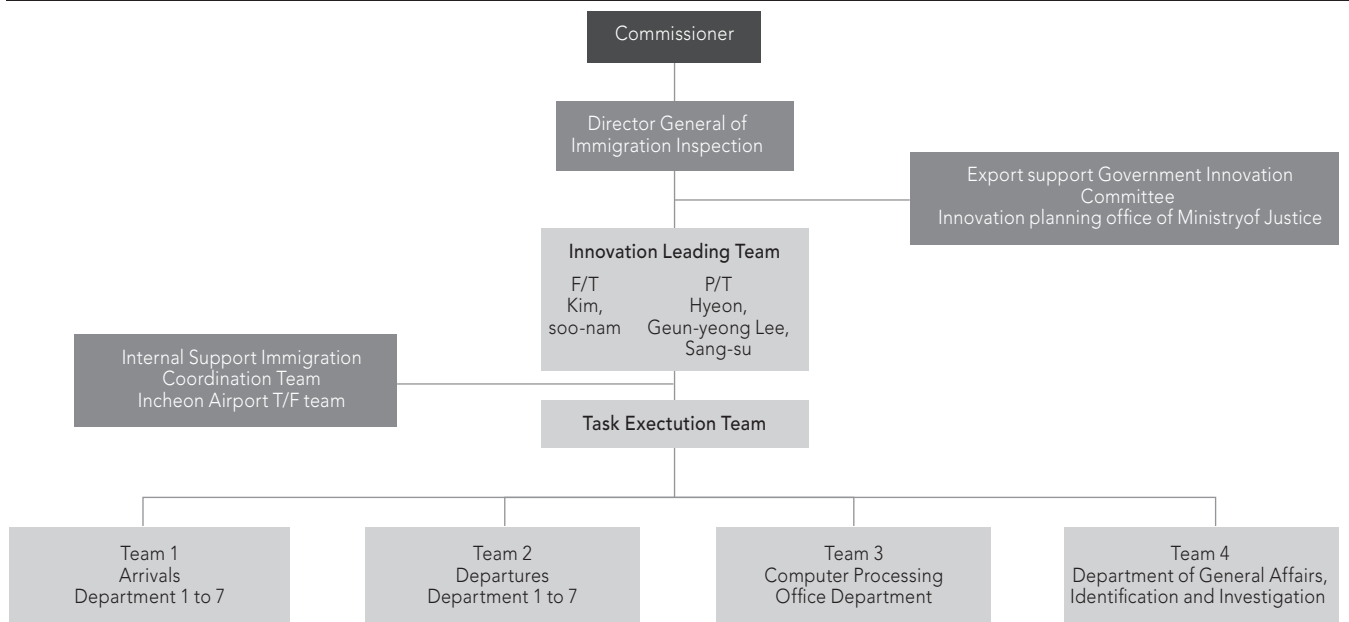 Commissioner
Director General of
Immigration Inspection
Export support Government Innovation
Committee
Innovation planning office of Ministryof Justice
Innovation Leading Team
F/T
Kim,
soo-nam
P/T
Hyeon,
Geun-yeong Lee,
Sang-su
Internal Support Immigration
Coordination Team
Incheon Airport T/F team
Task Exectution Team
Team 1
Arrivals
Department 1 to 7
Team 2
Departures
Department 1 to 7
Team 3
Computer Processing
Office Department
Team 4
Department of General Affairs,
Identification and Investigation